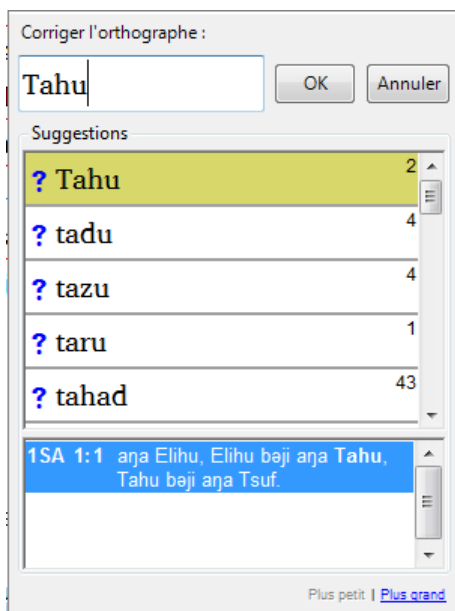 Corriger l'orthographe :
Tahu
OK
Annuler
Suggestions
? Tahu 2
? tadu 4
? tazu 4
? taru 1
? tahad 43
1SA 1:1 aŋa Elihu, Elihu bəji aŋa Tahu,
Tahu bəji aŋa Tsuf.
Plus petit | Plus grand